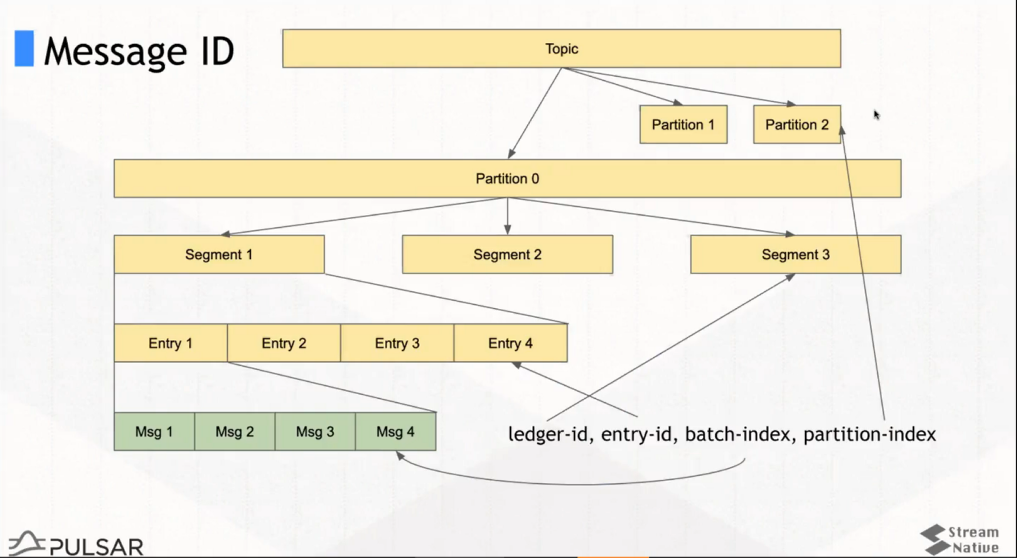 Message ID
Topic
Partition 1
Partition 2
Partition 0
Segment 1
Segment 2
Segment 3
Entry 1
Entry 2
Entry 3
Entry 4
Msg 1
Msg 2
Msg 3
Msg 4
ledger-id, entry-id, batch-index, partition-index
PULSAR
Stream
Native